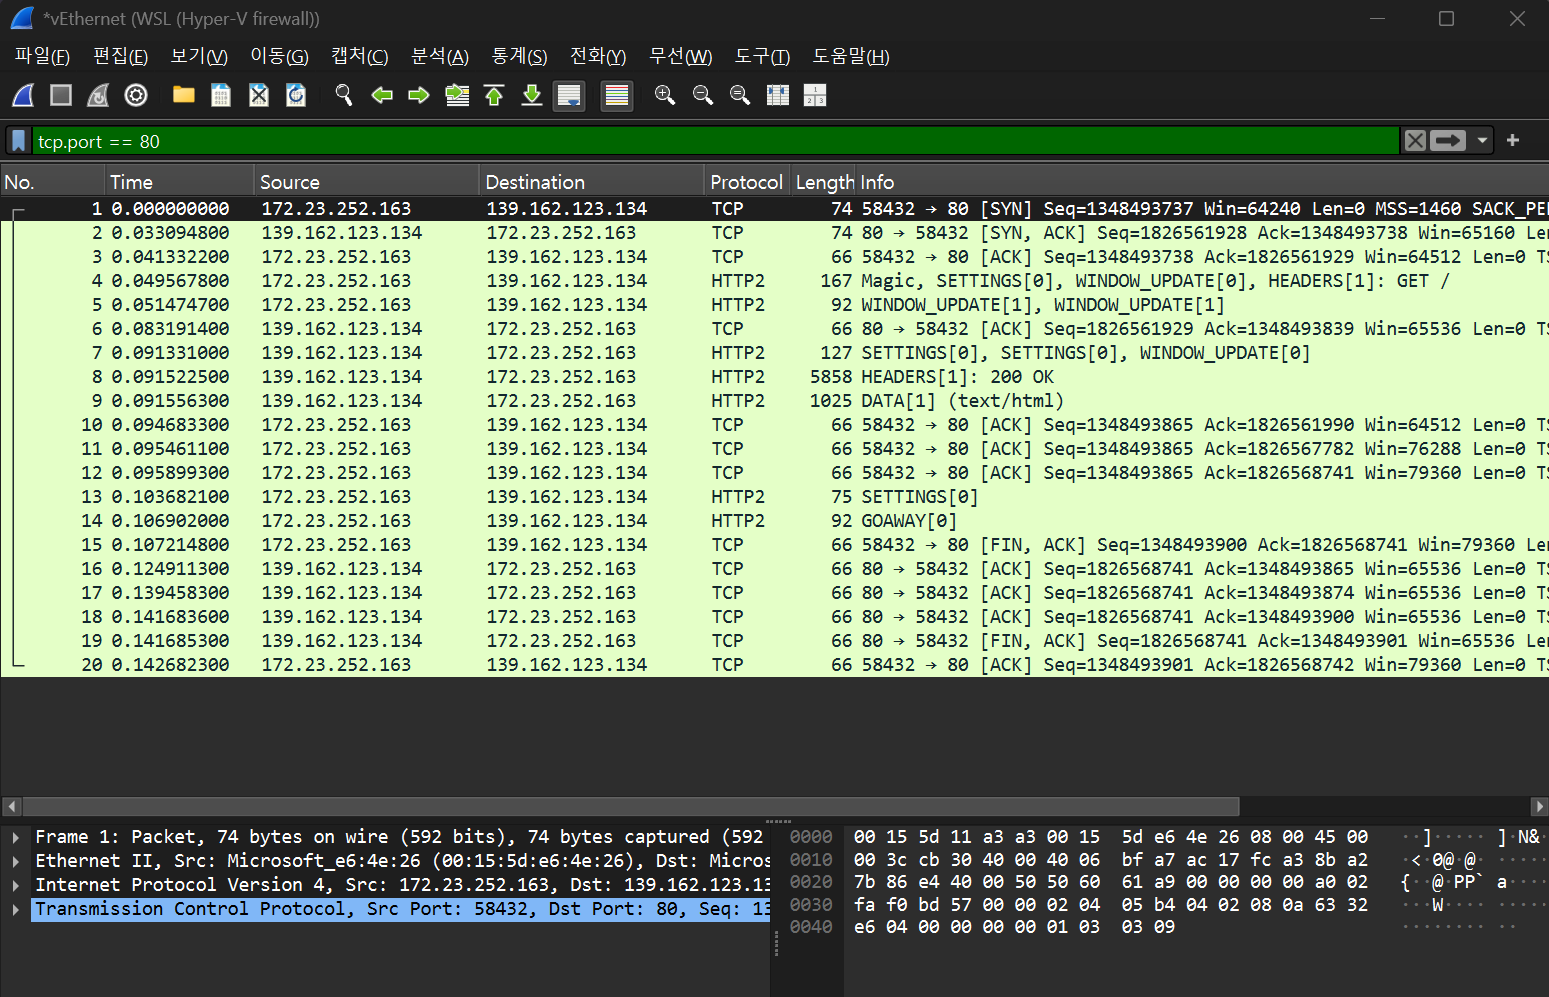 *vEthernet (WSL (Hyper-V firewall))
파일(F) 편집(E) 보기(V) 이동(G) 캡처(C) 분석(A) 통계(S) 전화(Y) 무선(W) 도구(T) 도움말(H)
tcp.port == 80
No. Time Source Destination Protocol Length Info
1 0.000000000 172.23.252.163 139.162.123.134 TCP 74 58432 → 80 [SYN] Seq=1348493737 Win=64240 Len=0 MSS=1460 SACK_PE
2 0.033094800 139.162.123.134 172.23.252.163 TCP 74 80 → 58432 [SYN, ACK] Seq=1826561928 Ack=1348493738 Win=65160 Le
3 0.041332200 172.23.252.163 139.162.123.134 TCP 66 58432 → 80 [ACK] Seq=1348493738 Ack=1826561929 Win=64512 Len=0 TS
4 0.049567800 172.23.252.163 139.162.123.134 HTTP2 167 Magic, SETTINGS[0], WINDOW_UPDATE[0], HEADERS[1]: GET /
5 0.051474700 172.23.252.163 139.162.123.134 HTTP2 92 WINDOW_UPDATE[1], WINDOW_UPDATE[1]
6 0.083191400 139.162.123.134 172.23.252.163 TCP 66 80 → 58432 [ACK] Seq=1826561929 Ack=1348493839 Win=65536 Len=0 TS
7 0.091331000 139.162.123.134 172.23.252.163 HTTP2 127 SETTINGS[0], SETTINGS[0], WINDOW_UPDATE[0]
8 0.091522500 139.162.123.134 172.23.252.163 HTTP2 5858 HEADERS[1]: 200 OK
9 0.091556300 139.162.123.134 172.23.252.163 HTTP2 1025 DATA[1] (text/html)
10 0.094683300 172.23.252.163 139.162.123.134 TCP 66 58432 → 80 [ACK] Seq=1348493865 Ack=1826561990 Win=64512 Len=0 TS
11 0.095461100 172.23.252.163 139.162.123.134 TCP 66 58432 → 80 [ACK] Seq=1348493865 Ack=1826567782 Win=76288 Len=0 TS
12 0.095899300 172.23.252.163 139.162.123.134 TCP 66 58432 → 80 [ACK] Seq=1348493865 Ack=1826568741 Win=79360 Len=0 TS
13 0.103682100 172.23.252.163 139.162.123.134 HTTP2 75 SETTINGS[0]
14 0.106902000 172.23.252.163 139.162.123.134 HTTP2 92 GOAWAY[0]
15 0.107214800 172.23.252.163 139.162.123.134 TCP 66 58432 → 80 [FIN, ACK] Seq=1348493900 Ack=1826568741 Win=79360 Le
16 0.124911300 139.162.123.134 172.23.252.163 TCP 66 80 → 58432 [ACK] Seq=1826568741 Ack=1348493865 Win=65536 Len=0 TS
17 0.139458300 139.162.123.134 172.23.252.163 TCP 66 80 → 58432 [ACK] Seq=1826568741 Ack=1348493874 Win=65536 Len=0 TS
18 0.141683600 139.162.123.134 172.23.252.163 TCP 66 80 → 58432 [ACK] Seq=1826568741 Ack=1348493900 Win=65536 Len=0 TS
19 0.141685300 139.162.123.134 172.23.252.163 TCP 66 80 → 58432 [FIN, ACK] Seq=1826568741 Ack=1348493901 Win=65536 Le
20 0.142682300 172.23.252.163 139.162.123.134 TCP 66 58432 → 80 [ACK] Seq=1348493901 Ack=1826568742 Win=79360 Len=0 TS
Frame 1: Packet, 74 bytes on wire (592 bits), 74 bytes captured (592
Ethernet II, Src: Microsoft_e6:4e:26 (00:15:5d:e6:4e:26), Dst: Micros
Internet Protocol Version 4, Src: 172.23.252.163, Dst: 139.162.123.13
Transmission Control Protocol, Src Port: 58432, Dst Port: 80, Seq: 13
0000 00 15 5d 11 a3 a3 00 15 5d e6 4e 26 08 00 45 00 ··]····· ]·N&··E·
0010 00 3c cb 30 40 00 40 06 bf a7 ac 17 fc a3 8b a2 ·<·0@·@· ········
0020 7b 86 e4 40 00 50 50 60 61 a9 00 00 00 00 a0 02 {··@·PP` a·······
0030 fa f0 bd 57 00 00 02 04 05 b4 04 02 08 0a 63 32 ···W···· ······c2
0040 e6 04 00 00 00 00 01 03 03 09 ········ ··